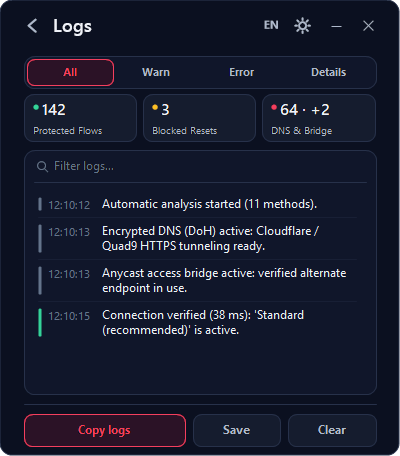 Logs
EN
All
Warn
Error
Details
142
Protected Flows
3
Blocked Resets
64 · +2
DNS & Bridge
Filter logs...
12:10:12 Automatic analysis started (11 methods).
12:10:13 Encrypted DNS (DoH) active: Cloudflare /
Quad9 HTTPS tunneling ready.
12:10:13 Anycast access bridge active: verified alternate
endpoint in use.
12:10:15 Connection verified (38 ms): 'Standard
(recommended)' is active.
Copy logs
Save
Clear